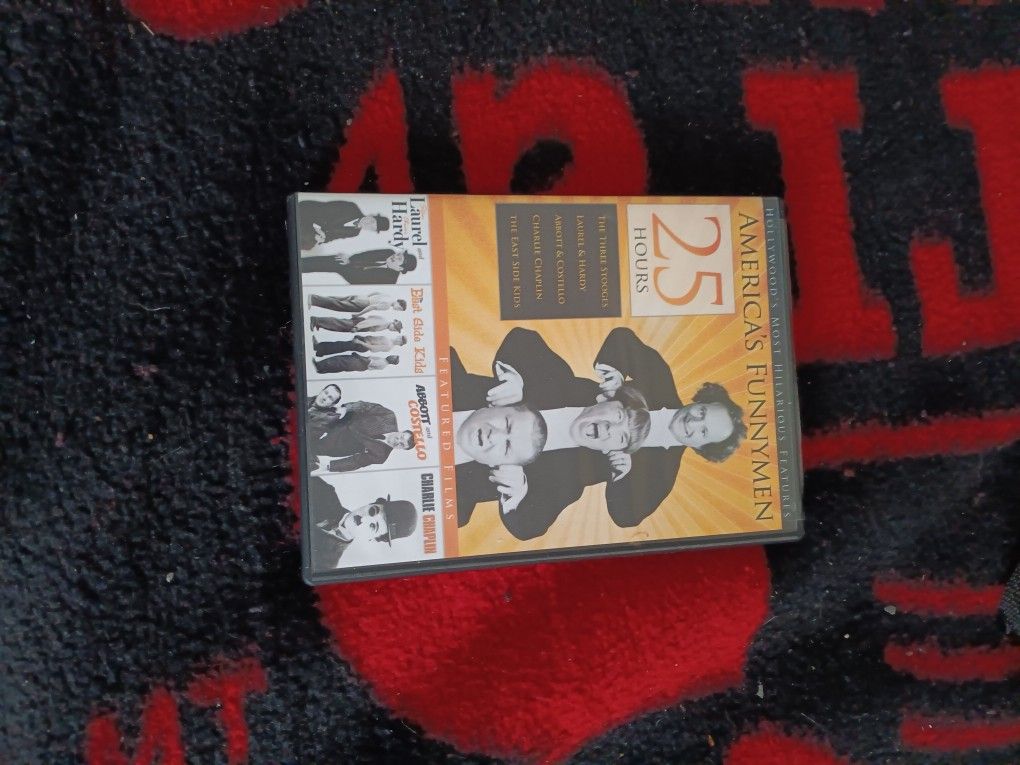 HOLLYWOOD'S MOST HILARIOUS FEATURES
AMERICA'S FUNNYMEN
25
HOURS
THE THREE STOOGES
LAUREL & HARDY
ABBOTT & COSTELLO
CHARLIE CHAPLIN
THE EAST SIDE KIDS
FEATURED FILMS
Laurel and
Hardy
East Side Kids
ABBOTT and
COSTELLO
CHARLIE CHAPLIN